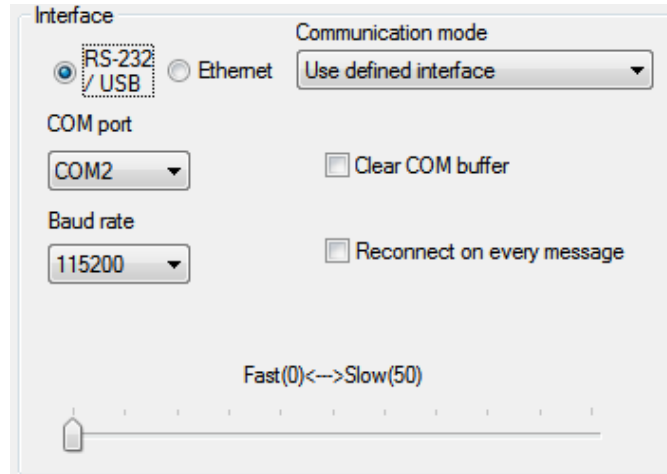 Interface
Communication mode
RS-232
/ USB
Ethernet
Use defined interface
COM port
COM2
Clear COM buffer
Baud rate
115200
Reconnect on every message
Fast(0)<--->Slow(50)